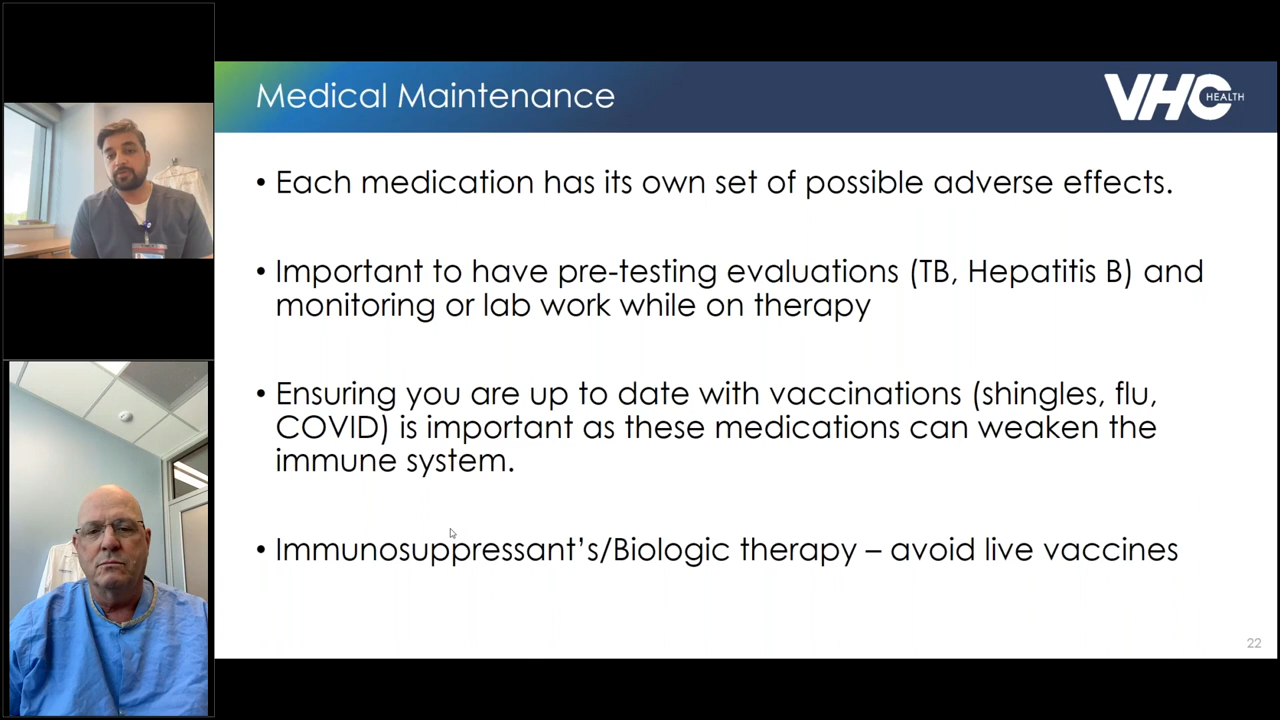 Medical Maintenance
VHC
HEALTH
• Each medication has its own set of possible adverse effects.
• Important to have pre-testing evaluations (TB, Hepatitis B) and
monitoring or lab work while on therapy
• Ensuring you are up to date with vaccinations (shingles, flu,
COVID) is important as these medications can weaken the
immune system.
• Immunosuppressant's/Biologic therapy – avoid live vaccines
22